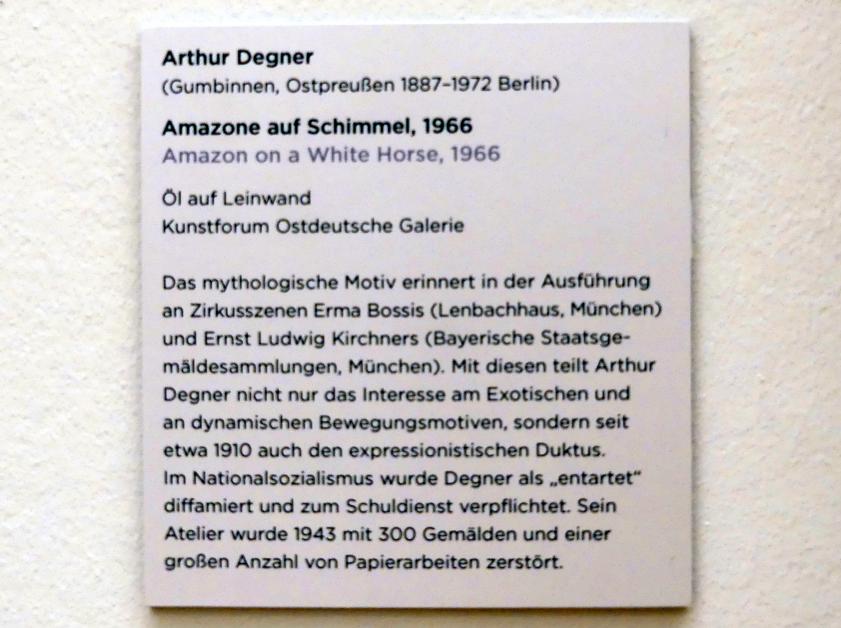 Arthur Degner
(Gumbinnen, Ostpreußen 1887–1972 Berlin)
Amazone auf Schimmel, 1966
Amazon on a White Horse, 1966
Öl auf Leinwand
Kunstforum Ostdeutsche Galerie
Das mythologische Motiv erinnert in der Ausführung
an Zirkusszenen Erma Bossis (Lenbachhaus, München)
und Ernst Ludwig Kirchners (Bayerische Staatsge-
mäldesammlungen, München). Mit diesen teilt Arthur
Degner nicht nur das Interesse am Exotischen und
an dynamischen Bewegungsmotiven, sondern seit
etwa 1910 auch den expressionistischen Duktus.
Im Nationalsozialismus wurde Degner als „entartet“
diffamiert und zum Schuldienst verpflichtet. Sein
Atelier wurde 1943 mit 300 Gemälden und einer
großen Anzahl von Papierarbeiten zerstört.